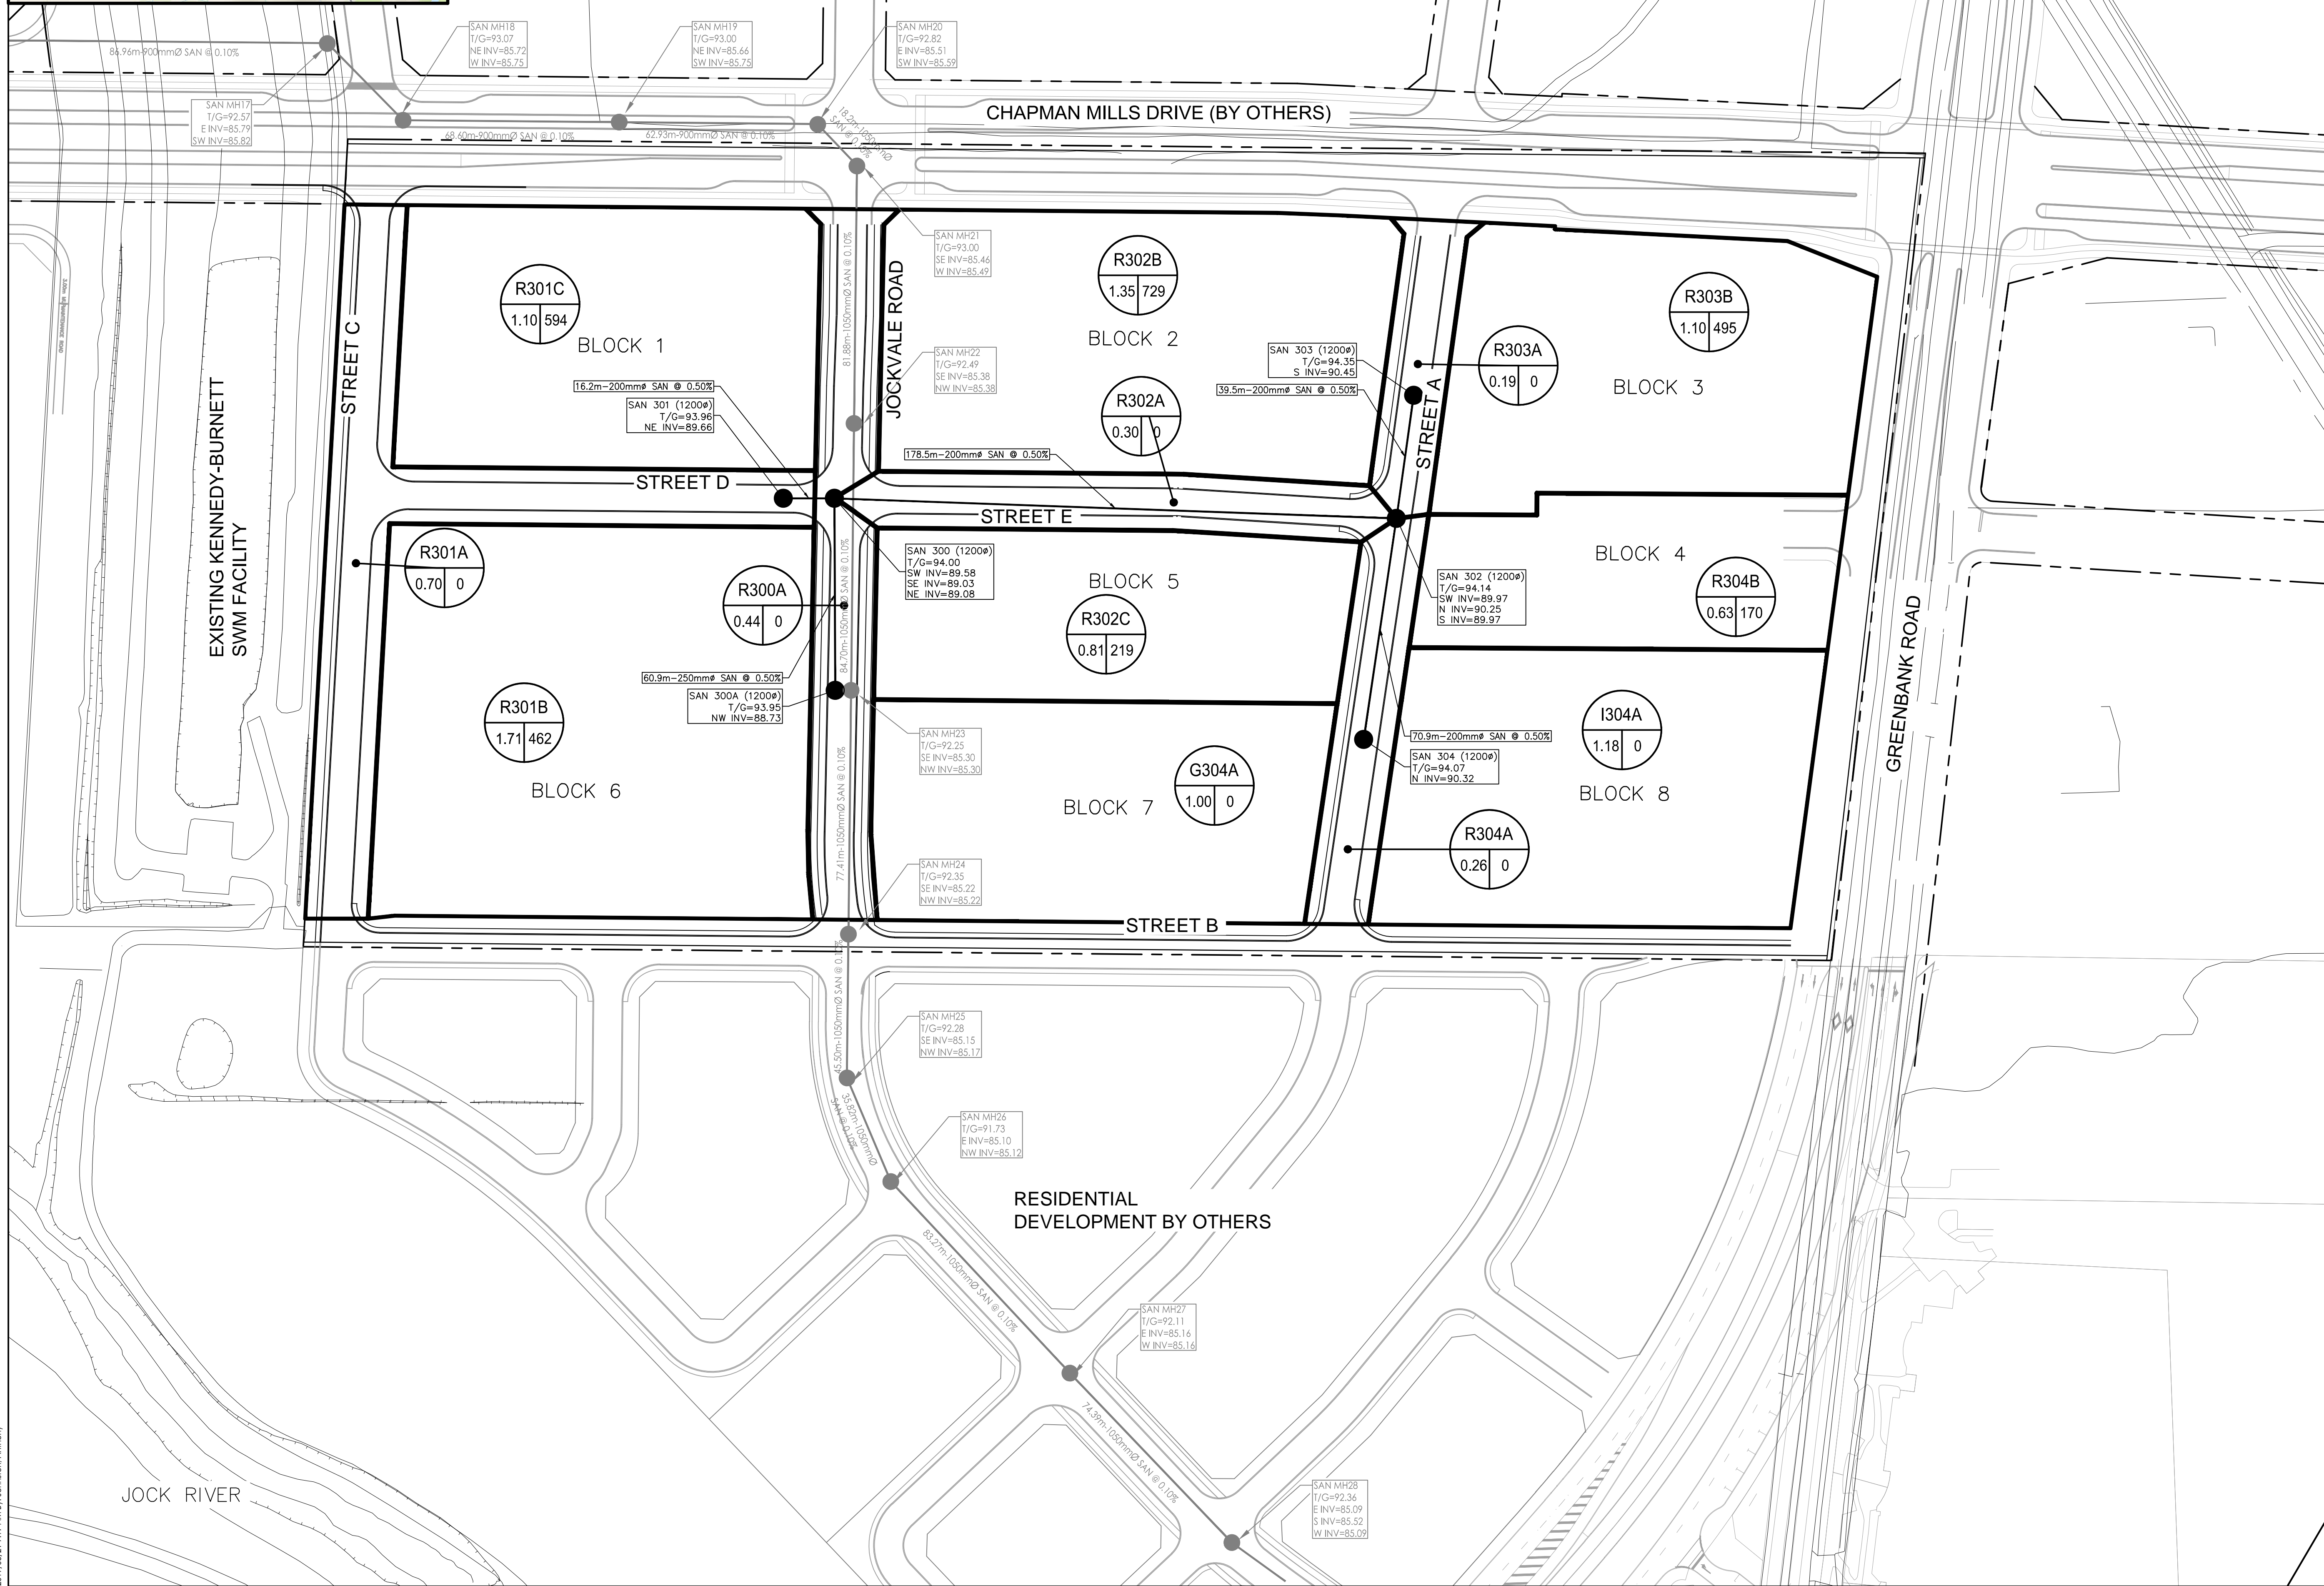 86.96m-900mmØ SAN @ 0.10%
SAN MH18
T/G=93.07
NE INV=85.72
W INV=85.75
SAN MH19
T/G=93.00
NE INV=85.66
SW INV=85.75
SAN MH20
T/G=92.82
E INV=85.51
SW INV=85.59
SAN MH17
T/G=92.57
E INV=85.79
SW INV=85.82
68.60m-900mmØ SAN @ 0.10%
62.93m-900mmØ SAN @ 0.10%
18.2m-1050mmØ
SAN @ 0.10%
CHAPMAN MILLS DRIVE (BY OTHERS)
SAN MH21
T/G=93.00
SE INV=85.46
W INV=85.49
81.88m-1050mmØ SAN @ 0.10%
JOCKVALE ROAD
SAN MH22
T/G=92.49
SE INV=85.38
NW INV=85.38
R301C
1.10 594
BLOCK 1
R302B
1.35 729
BLOCK 2
R302A
0.30 0
R303A
0.19 0
R303B
1.10 495
BLOCK 3
STREET C
STREET A
EXISTING KENNEDY-BURNETT
SWM FACILITY
16.2m-200mmø SAN @ 0.50%
SAN 301 (1200ø)
T/G=93.96
NE INV=89.66
SAN 303 (1200ø)
T/G=94.35
S INV=90.45
39.5m-200mmø SAN @ 0.50%
178.5m-200mmø SAN @ 0.50%
STREET D
STREET E
R301A
0.70 0
R300A
0.44 0
84.70m-1050mmØ SAN @ 0.10%
SAN 300 (1200ø)
T/G=94.00
SW INV=89.58
SE INV=89.03
NE INV=89.08
BLOCK 5
R302C
0.81 219
SAN 302 (1200ø)
T/G=94.14
SW INV=89.97
N INV=90.25
S INV=89.97
BLOCK 4
R304B
0.63 170
GREENBANK ROAD
60.9m-250mmø SAN @ 0.50%
SAN 300A (1200ø)
T/G=93.95
NW INV=88.73
R301B
1.71 462
BLOCK 6
SAN MH23
T/G=92.25
SE INV=85.30
NW INV=85.30
77.41m-1050mmØ SAN @ 0.10%
G304A
1.00 0
BLOCK 7
70.9m-200mmø SAN @ 0.50%
SAN 304 (1200ø)
T/G=94.07
N INV=90.32
I304A
1.18 0
BLOCK 8
R304A
0.26 0
SAN MH24
T/G=92.35
SE INV=85.22
NW INV=85.22
STREET B
45.50m-1050mmØ SAN @ 0.10%
SAN MH25
T/G=92.28
SE INV=85.15
NW INV=85.17
35.82m-1050mmØ
SAN @ 0.10%
SAN MH26
T/G=91.73
E INV=85.10
NW INV=85.12
RESIDENTIAL
DEVELOPMENT BY OTHERS
83.27m-1050mmØ SAN @ 0.10%
SAN MH27
T/G=92.11
E INV=85.16
W INV=85.16
74.39m-1050mmØ SAN @ 0.10%
SAN MH28
T/G=92.36
E INV=85.09
S INV=85.52
W INV=85.09
JOCK RIVER